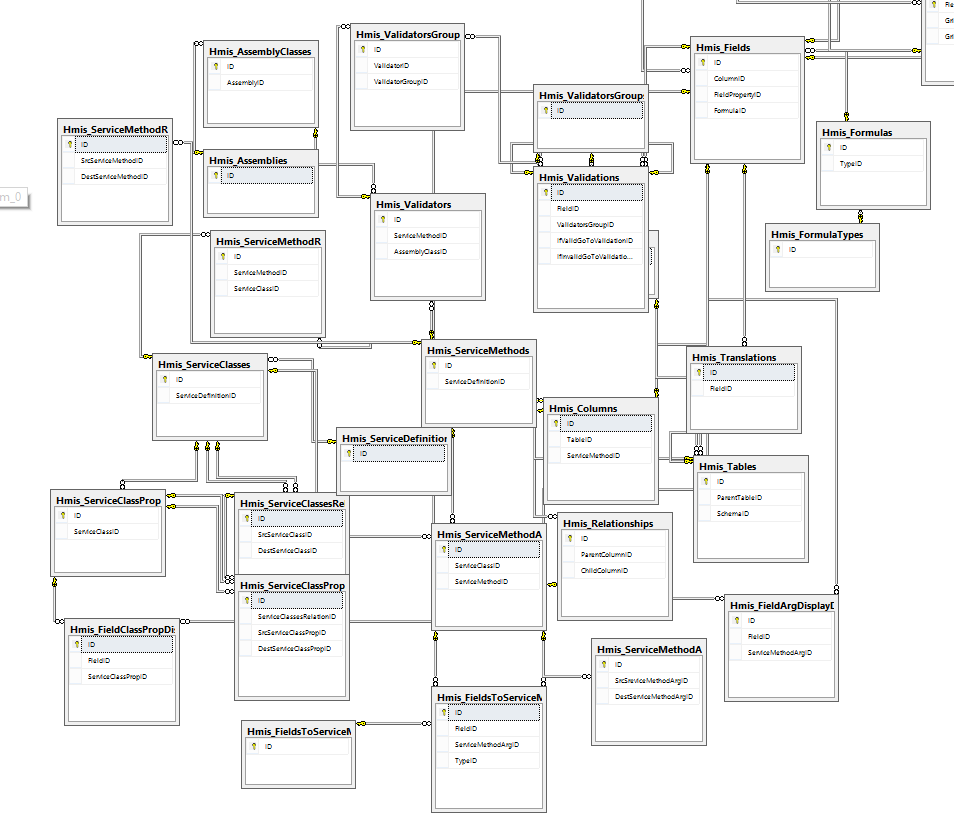 Hmis_AssemblyClasses
ID
AssemblyID
Hmis_ValidatorsGroup
ID
ValidatorID
ValidatorGroupID
Hmis_Fields
ID
ColumnID
FieldPropertyID
FormulaID
Hmis_ValidatorsGroup
ID
Hmis_ServiceMethodR
ID
SrcServiceMethodID
DestServiceMethodID
Hmis_Formulas
ID
TypeID
Hmis_Assemblies
ID
Hmis_Validations
ID
FieldID
ValidatorsGroupID
IfValidGoToValidationID
IfInvalidGoToValidatio...
m_0
Hmis_Validators
ID
ServiceMethodID
AssemblyClassID
Hmis_FormulaTypes
ID
Hmis_ServiceMethodR
ID
ServiceMethodID
ServiceClassID
Hmis_ServiceMethods
ID
ServiceDefinitionID
Hmis_Translations
ID
FieldID
Hmis_ServiceClasses
ID
ServiceDefinitionID
Hmis_Columns
ID
TableID
ServiceMethodID
Hmis_ServiceDefinition
ID
Hmis_Tables
ID
ParentTableID
SchemaID
Hmis_ServiceClassProp
ID
ServiceClassID
Hmis_ServiceClassesRe
ID
SrcServiceClassID
DestServiceClassID
Hmis_Relationships
ID
ParentColumnID
ChildColumnID
Hmis_ServiceMethodA
ID
ServiceClassID
ServiceMethodID
Hmis_ServiceClassProp
ID
ServiceClassesRelationID
SrcServiceClassPropID
DestServiceClassPropID
Hmis_FieldArgDisplayD
ID
FieldID
ServiceMethodArgID
Hmis_FieldClassPropDis
ID
FieldID
ServiceClassPropID
Hmis_ServiceMethodA
ID
SrcSreviceMethodArgID
DestServiceMethodArgID
Hmis_FieldsToServiceM
ID
FieldID
ServiceMethodArgID
TypeID
Hmis_FieldsToServiceM
ID